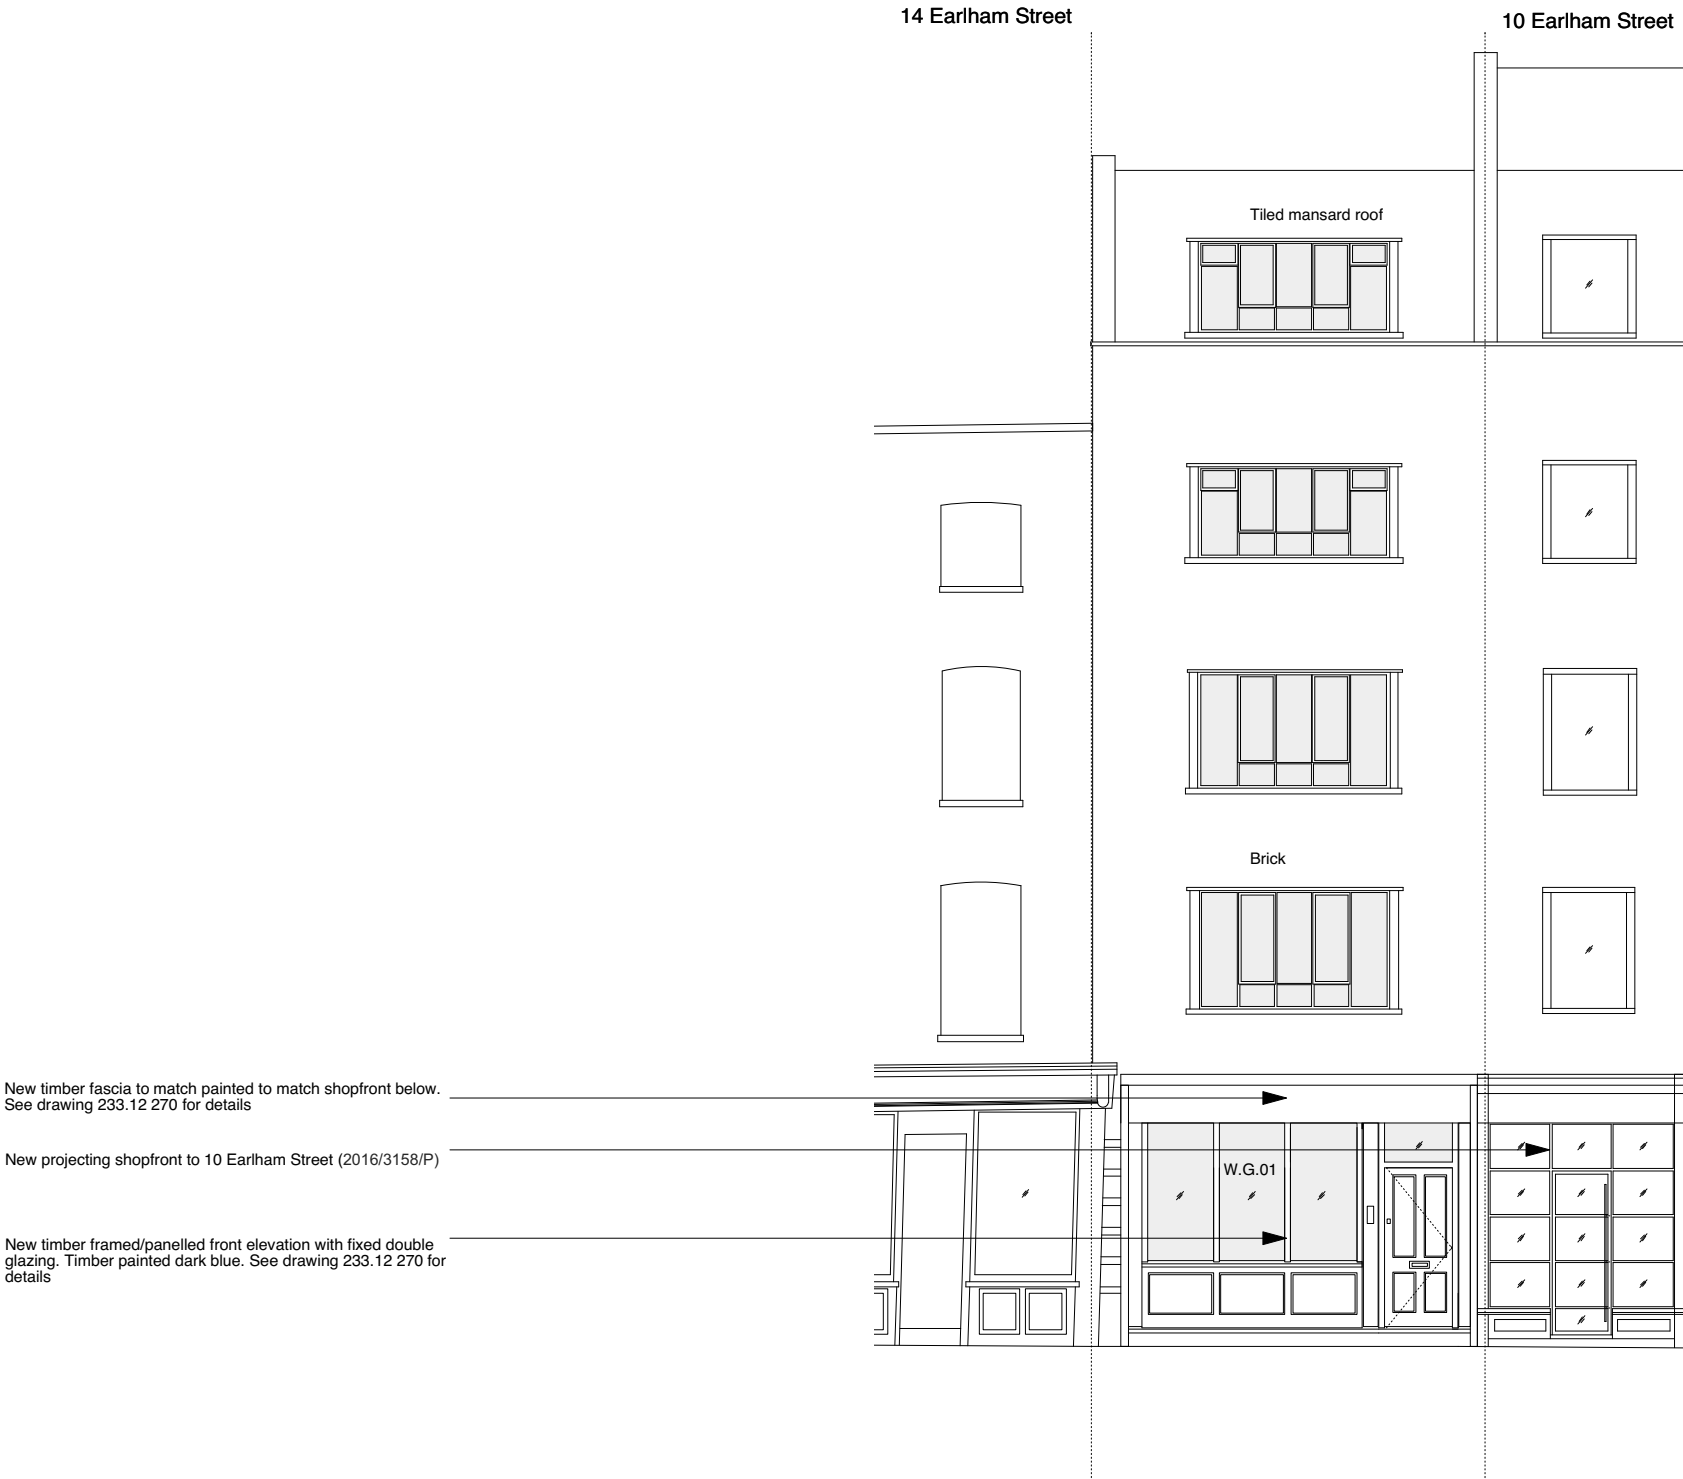 14 Earlham Street
10 Earlham Street
Tiled mansard roof
Brick
New timber fascia to match painted to match shopfront below.
See drawing 233.12 270 for details
New projecting shopfront to 10 Earlham Street (2016/3158/P)
W.G.01
New timber framed/panelled front elevation with fixed double
glazing. Timber painted dark blue. See drawing 233.12 270 for
details